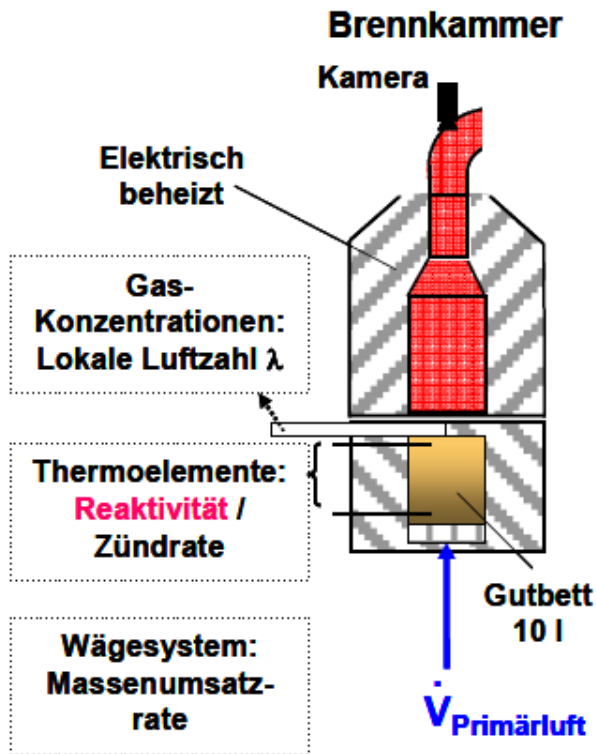 Brennkammer
Kamera
Elektrisch
beheizt
Gas-
Konzentrationen:
Lokale Luftzahl λ
Thermoelemente:
Reaktivität /
Zündrate
Gutbett
10 l
Wägesystem:
Massenumsatz-
rate
V̇Primärluft